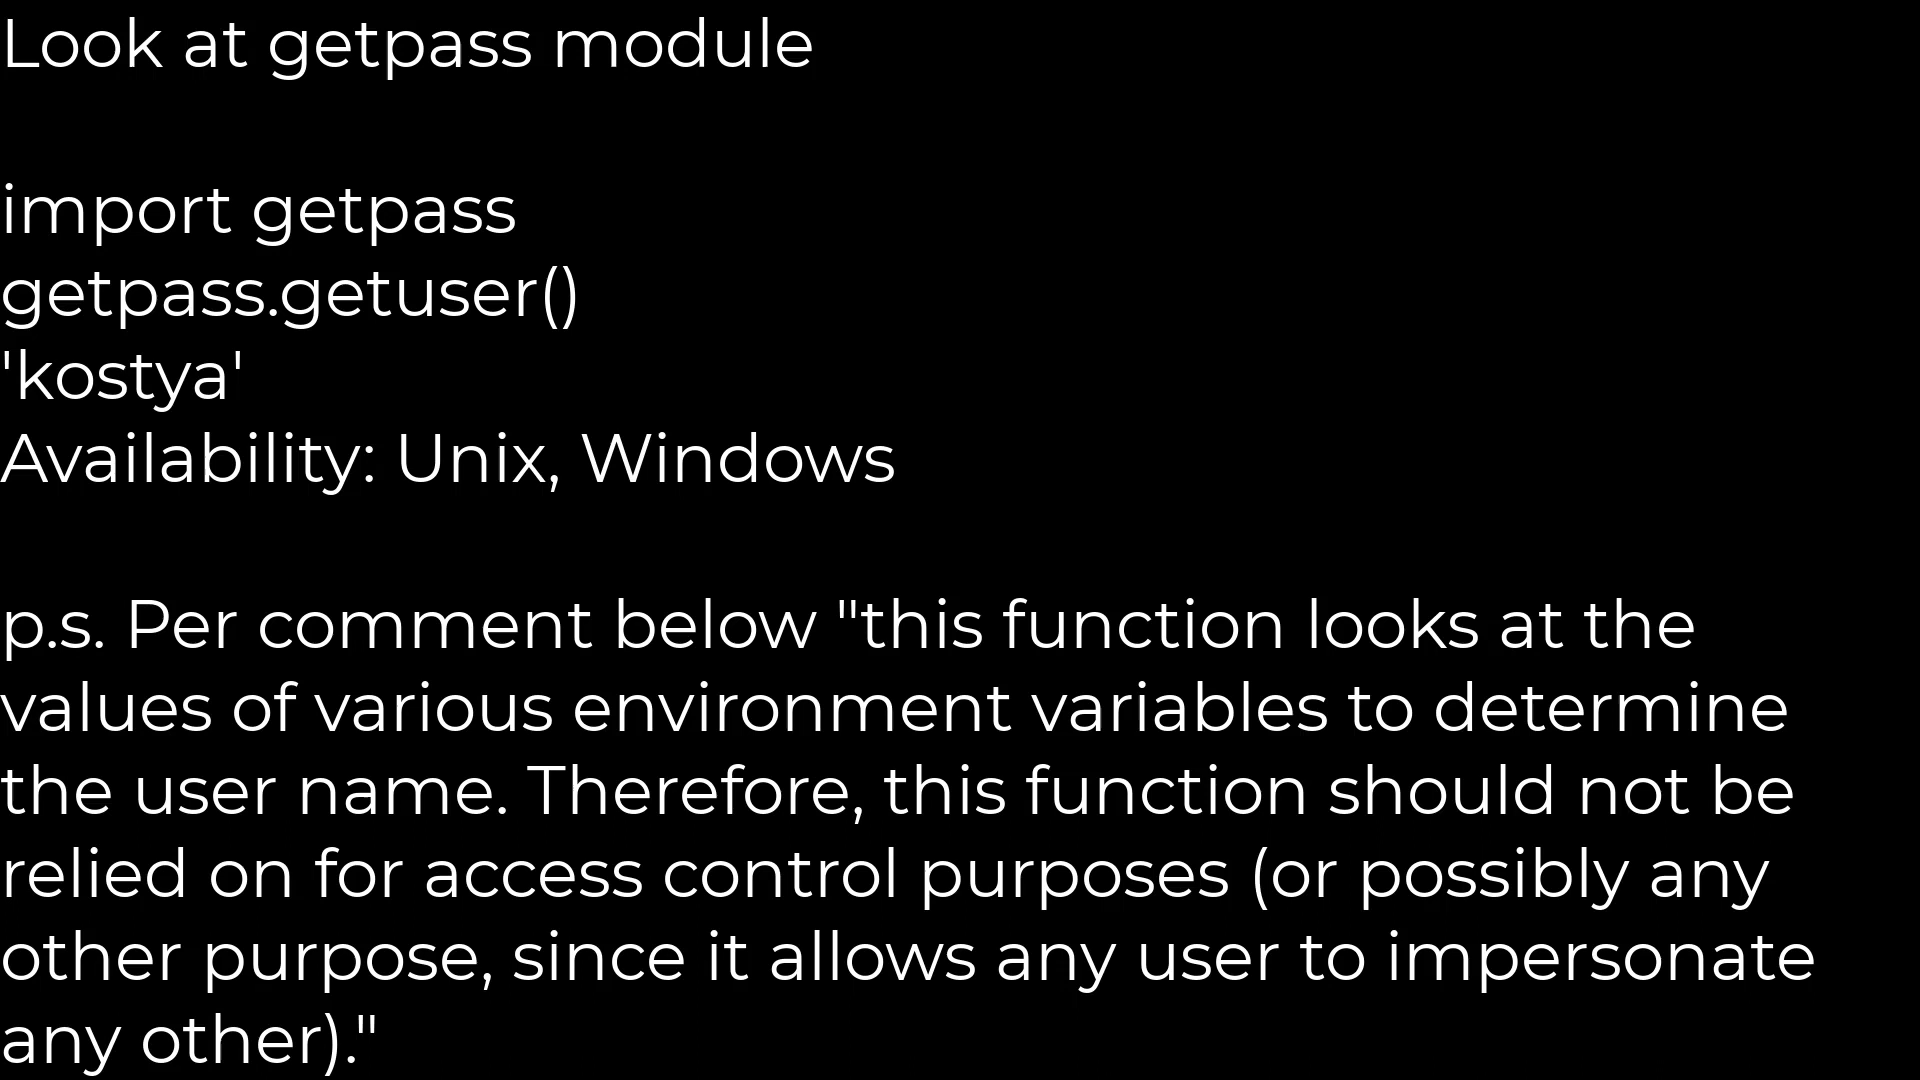 Look at getpass module
import getpass
getpass.getuser()
'kostya'
Availability: Unix, Windows
p.s. Per comment below "this function looks at the
values of various environment variables to determine
the user name. Therefore, this function should not be
relied on for access control purposes (or possibly any
other purpose, since it allows any user to impersonate
any other)."